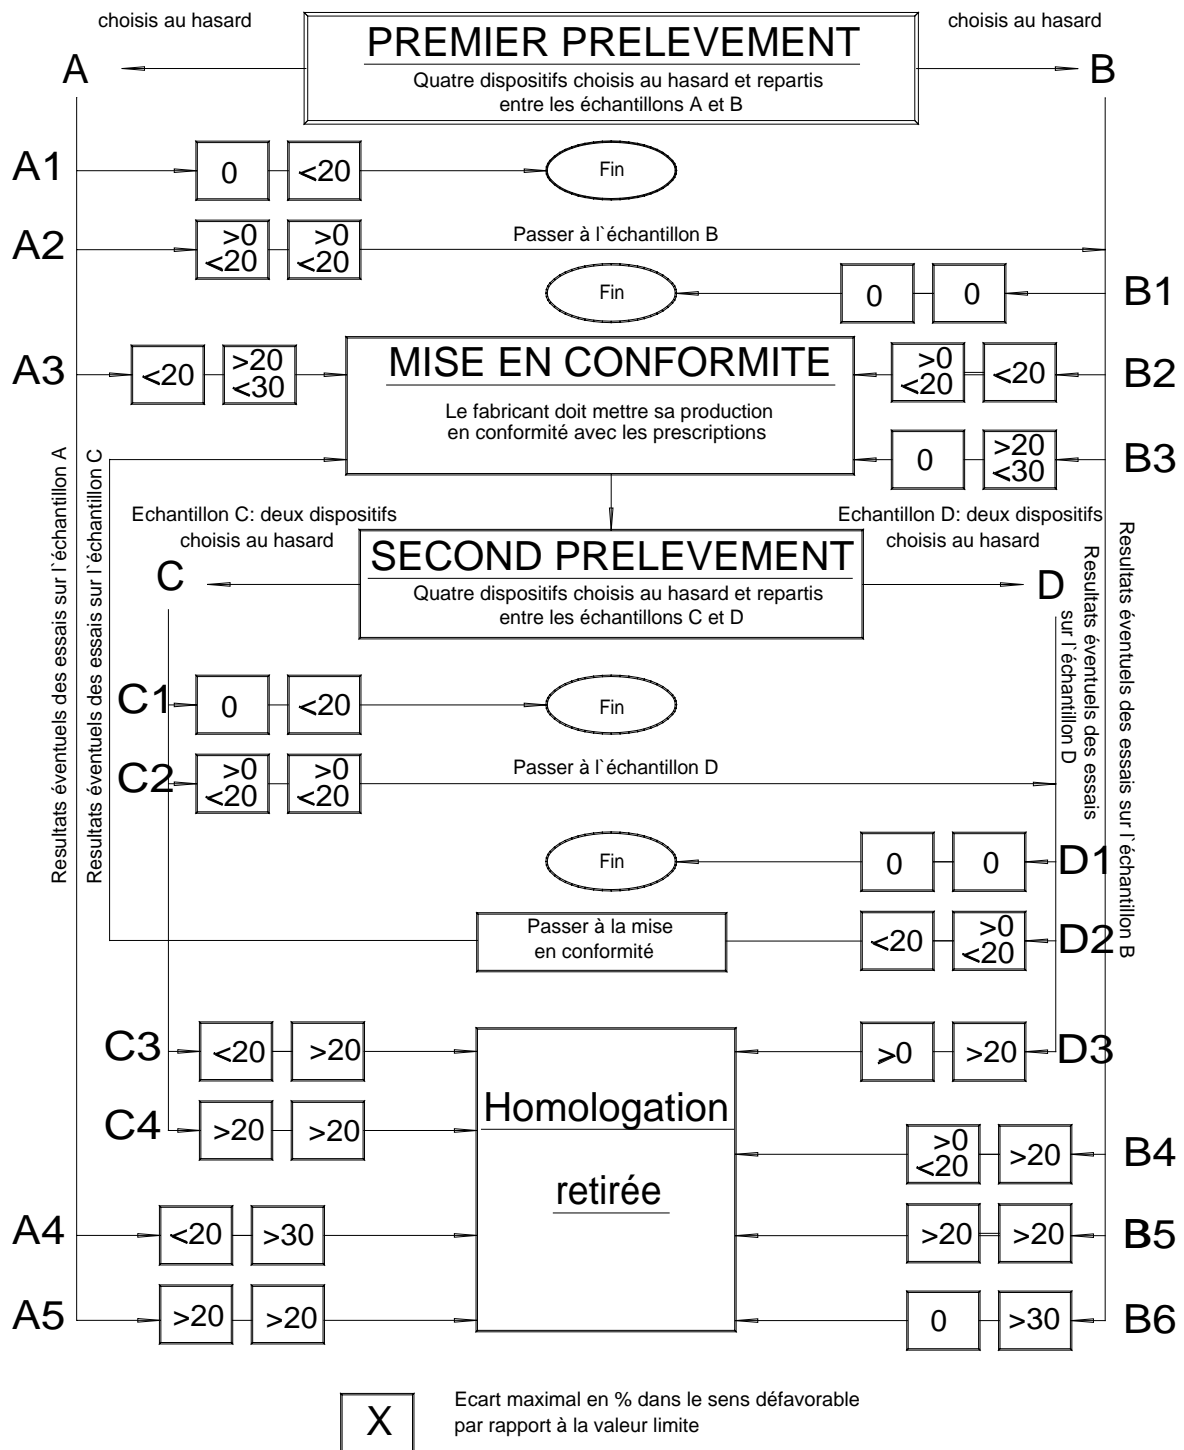 choisis au hasard
choisis au hasard
PREMIER PRELEVEMENT
Quatre dispositifs choisis au hasard et repartis
entre les échantillons A et B
A
B
A1
0
<20
Fin
A2
>0
<20
>0
<20
Passer à l`échantillon B
Fin
0
0
B1
A3
<20
>20
<30
MISE EN CONFORMITE
Le fabricant doit mettre sa production
en conformité avec les prescriptions
>0
<20
<20
B2
0
>20
<30
B3
Resultats éventuels des essais sur l`échantillon A
Resultats éventuels des essais sur l`échantillon C
Echantillon C: deux dispositifs
choisis au hasard
Echantillon D: deux dispositifs
choisis au hasard
SECOND PRELEVEMENT
Quatre dispositifs choisis au hasard et repartis
entre les échantillons C et D
C
D
Resultats éventuels des essais
sur l`échantillon D
Resultats éventuels des essais sur l`échantillon B
C1
0
<20
Fin
C2
>0
<20
>0
<20
Passer à l`échantillon D
Fin
0
0
D1
Passer à la mise
en conformité
<20
>0
<20
D2
C3
<20
>20
>0
>20
D3
C4
>20
>20
Homologation
retirée
>0
<20
>20
B4
A4
<20
>30
>20
>20
B5
A5
>20
>20
0
>30
B6
X
Ecart maximal en % dans le sens défavorable
par rapport à la valeur limite